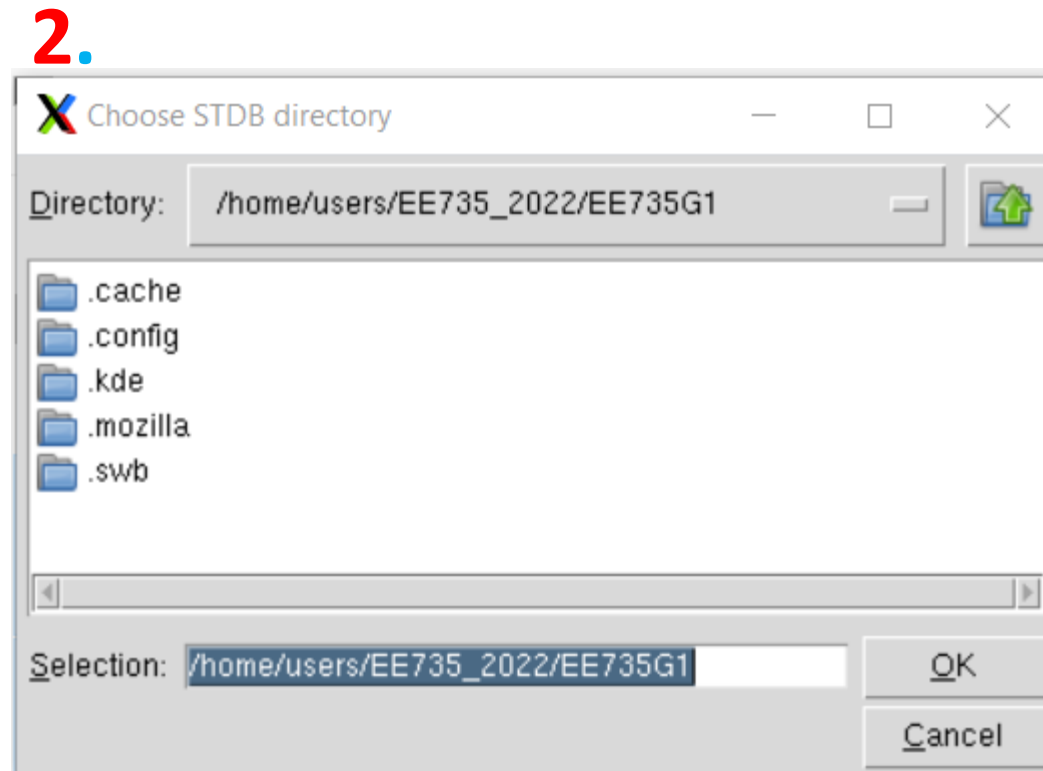 2.
Choose STDB directory
Directory: /home/users/EE735_2022/EE735G1
.cache
.config
.kde
.mozilla
.swb
Selection: /home/users/EE735_2022/EE735G1 OK
Cancel